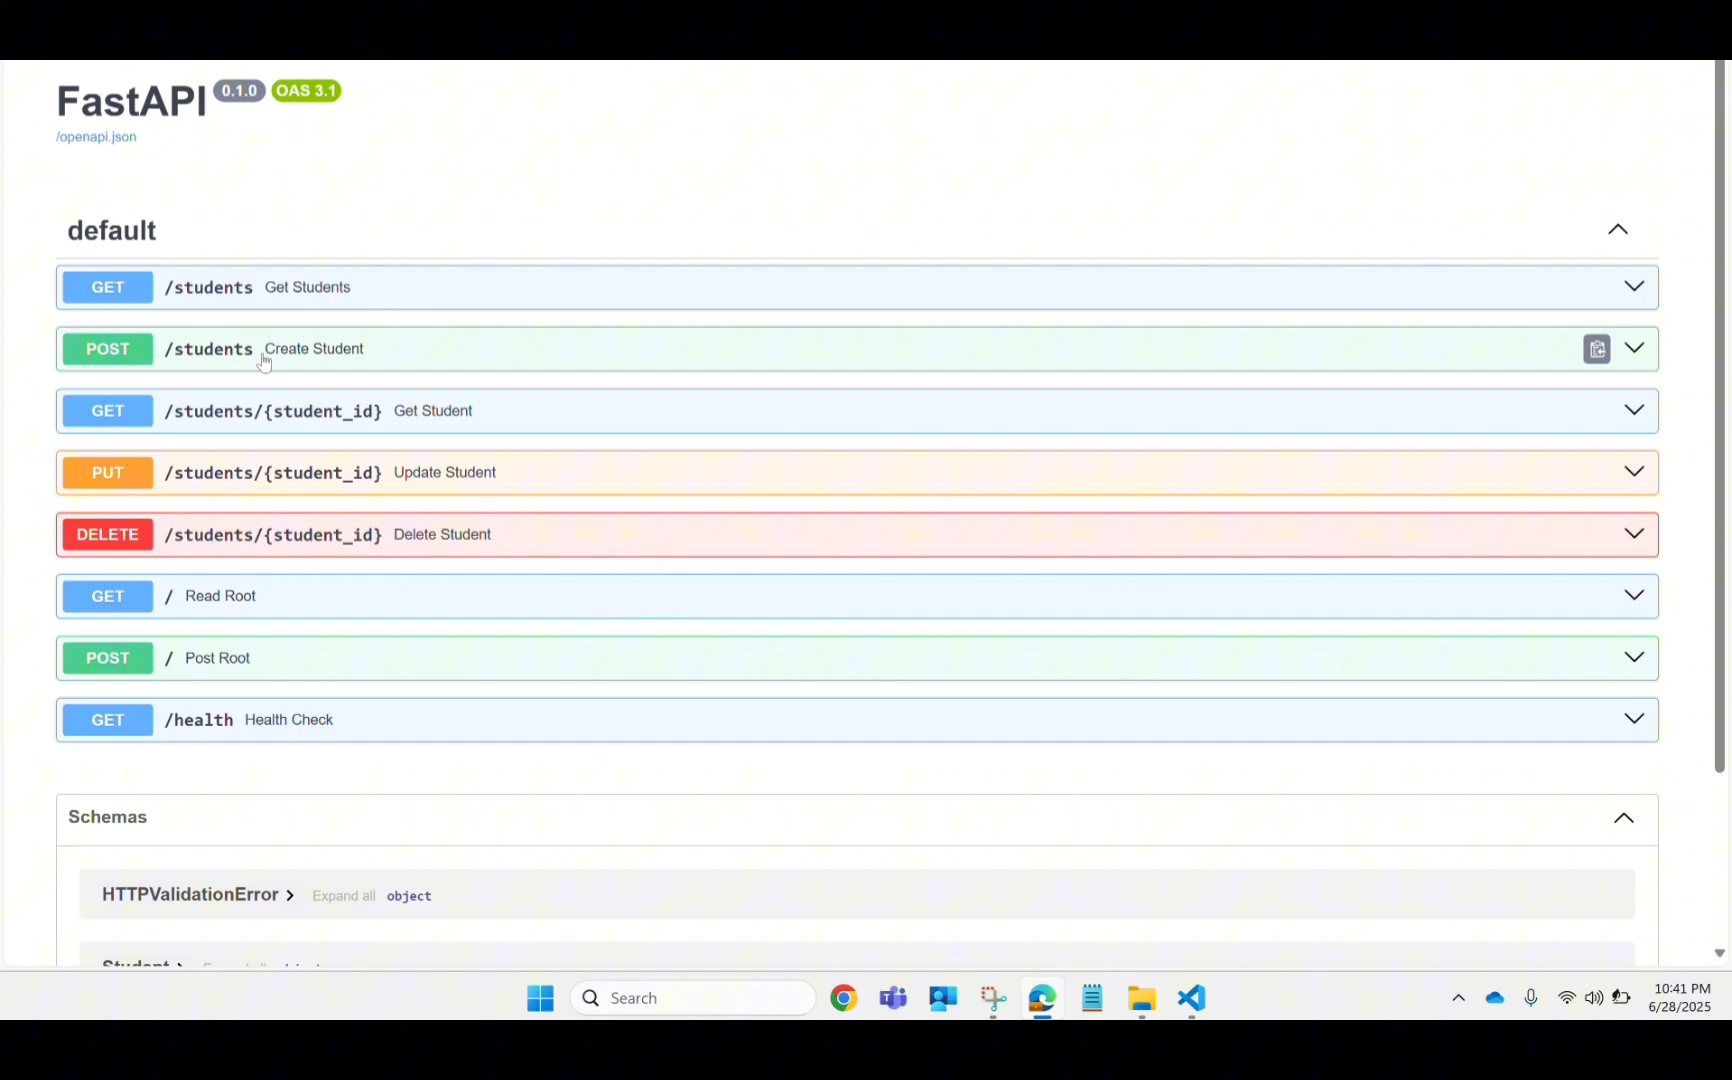 FastAPI 0.1.0 OAS 3.1
/openapi.json
default
GET /students Get Students
POST /students Create Student
GET /students/{student_id} Get Student
PUT /students/{student_id} Update Student
DELETE /students/{student_id} Delete Student
GET / Read Root
POST / Post Root
GET /health Health Check
Schemas
HTTPValidationError Expand all object
Student
Search
10:41 PM
6/28/2025